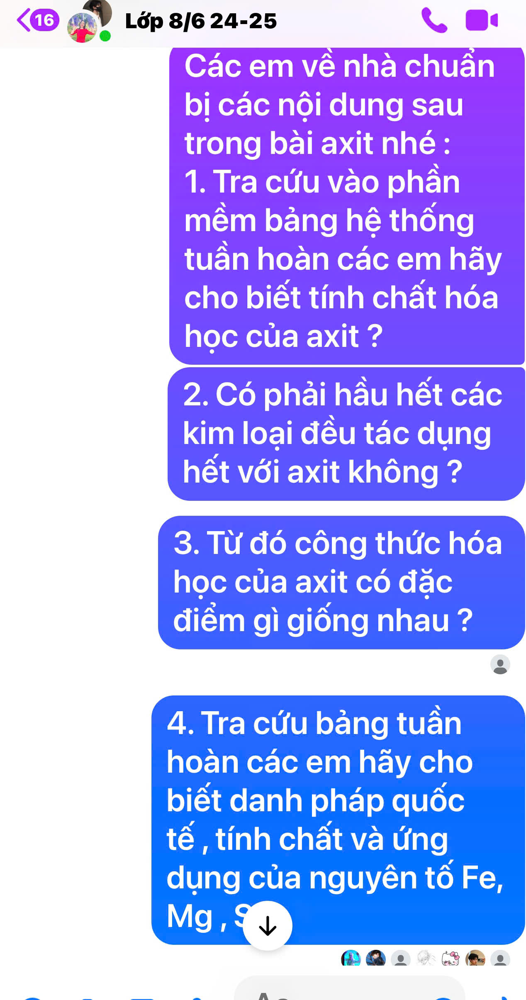 16
Lớp 8/6 24-25
Các em về nhà chuẩn
bị các nội dung sau
trong bài axit nhé :
1. Tra cứu vào phần
mềm bảng hệ thống
tuần hoàn các em hãy
cho biết tính chất hóa
học của axit ?
2. Có phải hầu hết các
kim loại đều tác dụng
hết với axit không ?
3. Từ đó công thức hóa
học của axit có đặc
điểm gì giống nhau ?
4. Tra cứu bảng tuần
hoàn các em hãy cho
biết danh pháp quốc
tế , tính chất và ứng
dụng của nguyên tố Fe,
Mg ,